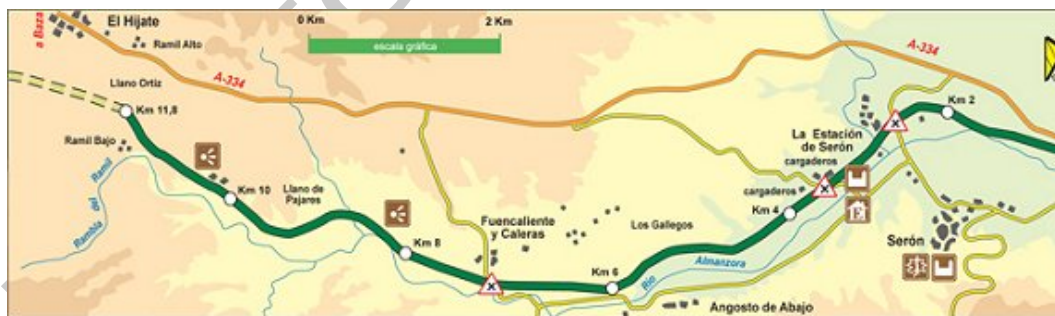 a Baza
El Hijate
Ramil Alto
0 Km
2 Km
escala gráfica
A-334
A-334
Llano Ortiz
Km 11,8
Km 2
La Estación
de Serón
cargaderos
Ramil Bajo
Km 10
Llano de
Pajares
cargaderos
Km 4
Rambla del Ramil
Fuencaliente
y Caleras
Los Gallegos
Km 8
Serón
Km 6
Río Almanzora
Angosto de Abajo